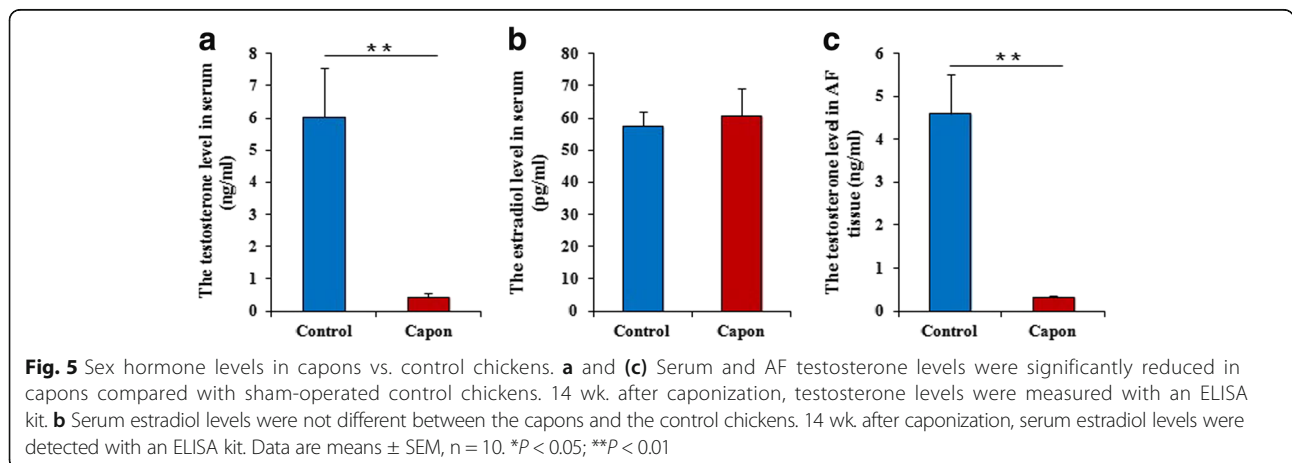 a
b
c
The testosterone level in serum
(ng/ml)
8
7
6
5
4
3
2
1
0
**
Control
Capon
The estradiol level in serum
(pg/ml)
80
70
60
50
40
30
20
10
0
Control
Capon
The testosterone level in AF
tissue (ng/ml)
6
5
4
3
2
1
0
**
Control
Capon
Fig. 5 Sex hormone levels in capons vs. control chickens. a and (c) Serum and AF testosterone levels were significantly reduced in
capons compared with sham-operated control chickens. 14 wk. after caponization, testosterone levels were measured with an ELISA
kit. b Serum estradiol levels were not different between the capons and the control chickens. 14 wk. after caponization, serum estradiol levels were
detected with an ELISA kit. Data are means ± SEM, n = 10. *P < 0.05; **P < 0.01